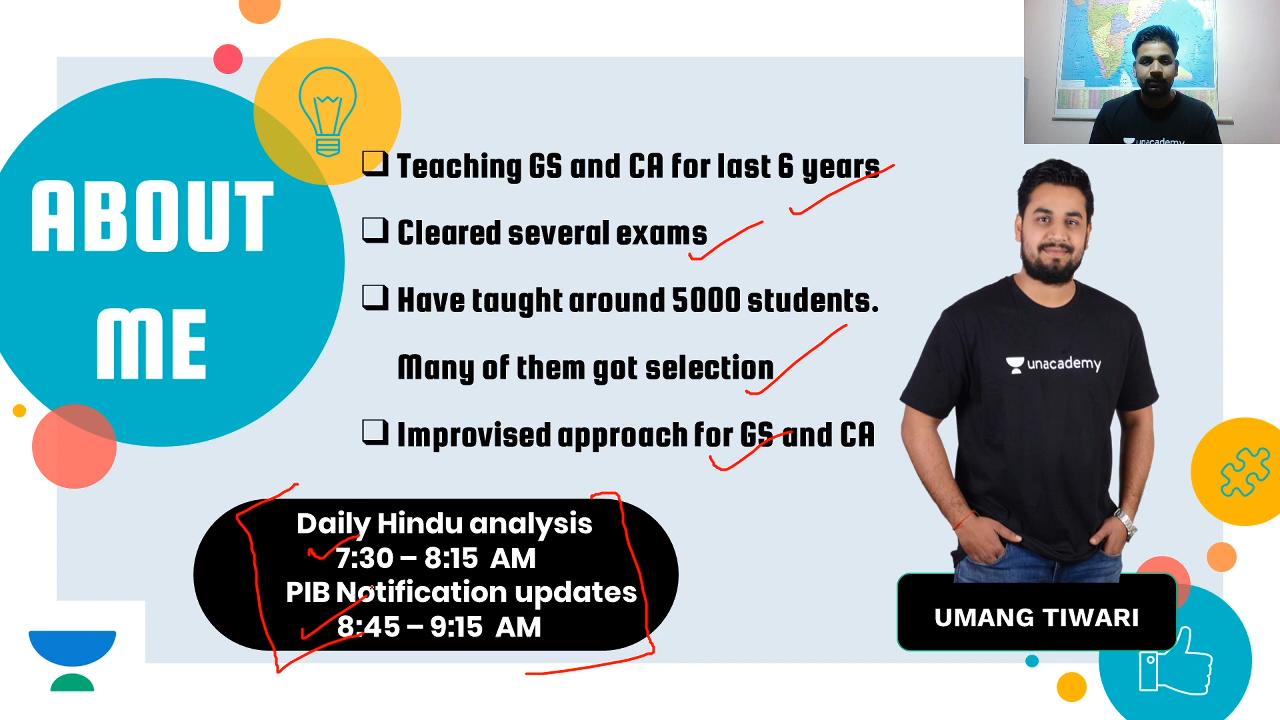 ABOUT
ME
Teaching GS and CA for last 6 years
Cleared several exams
Have taught around 5000 students.
Many of them got selection
Improvised approach for GS and CA
Daily Hindu analysis
7:30 – 8:15 AM
PIB Notification updates
8:45 – 9:15 AM
unacademy
unacademy
UMANG TIWARI